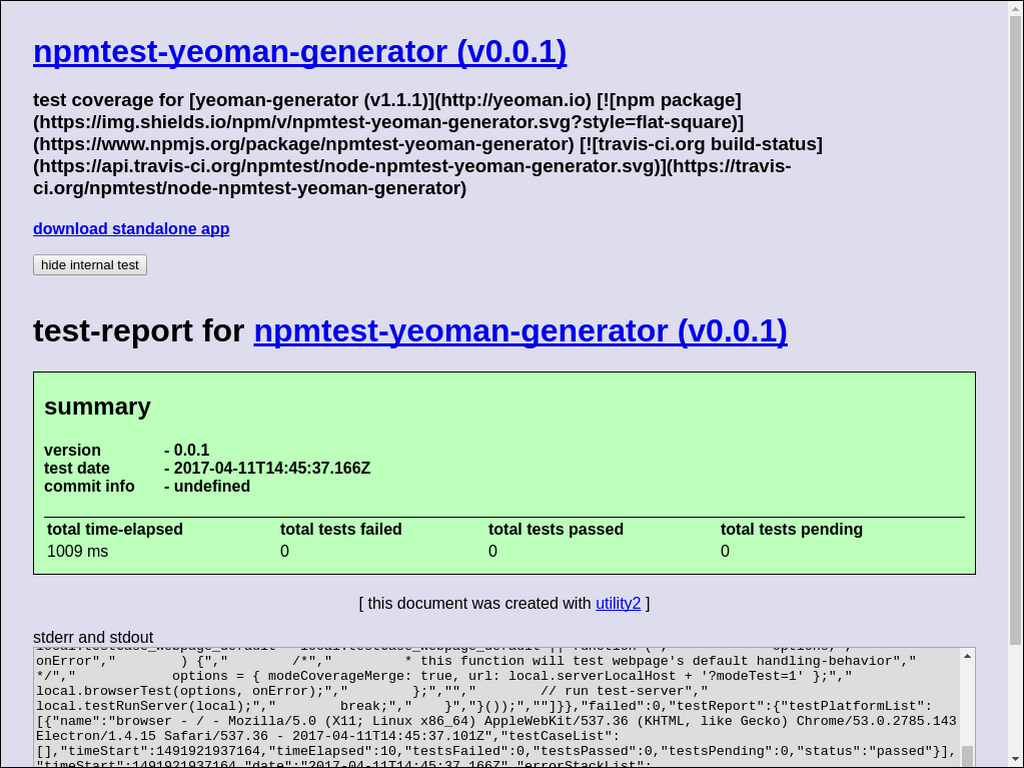 npmtest-yeoman-generator (v0.0.1)
test coverage for [yeoman-generator (v1.1.1)](http://yeoman.io) [![npm package]
(https://img.shields.io/npm/v/npmtest-yeoman-generator.svg?style=flat-square)]
(https://www.npmjs.org/package/npmtest-yeoman-generator) [![travis-ci.org build-status]
(https://api.travis-ci.org/npmtest/node-npmtest-yeoman-generator.svg)](https://travis-
ci.org/npmtest/node-npmtest-yeoman-generator)
download standalone app
hide internal test
test-report for npmtest-yeoman-generator (v0.0.1)
summary
version - 0.0.1
test date - 2017-04-11T14:45:37.166Z
commit info - undefined
total time-elapsed total tests failed total tests passed total tests pending
1009 ms 0 0 0
[ this document was created with utility2 ]
stderr and stdout
local.testCase_webpage_default = local.testCase_webpage_default || function (","            options,","
onError","        ) {","        /*","         * this function will test webpage's default handling-behavior","
*/","         options = { modeCoverageMerge: true, url: local.serverLocalHost + '?modeTest=1' };","
local.browserTest(options, onError);","        };","","        // run test-server","
local.testRunServer(local);","        break;","    }","}());",""]}},"failed":0,"testReport":{"testPlatformList":
[{"name":"browser - / - Mozilla/5.0 (X11; Linux x86_64) AppleWebKit/537.36 (KHTML, like Gecko) Chrome/53.0.2785.143
Electron/1.4.15 Safari/537.36 - 2017-04-11T14:45:37.101Z","testCaseList":
[],"timeStart":1491921937164,"timeElapsed":10,"testsFailed":0,"testsPassed":0,"testsPending":0,"status":"passed"}],
"timeStart":1491921937164,"date":"2017-04-11T14:45:37.166Z","errorStackList":